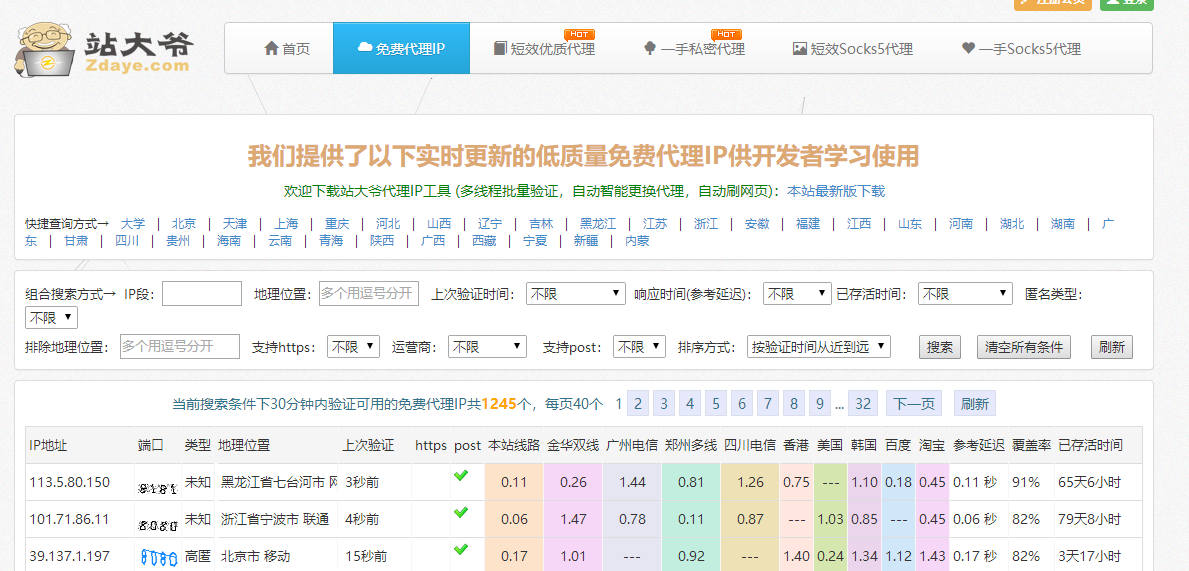 注册会员 登录
站大爷
Zdaye.com
首页 免费代理IP 短效优质代理 HOT 一手私密代理 HOT 短效Socks5代理 一手Socks5代理
我们提供了以下实时更新的低质量免费代理IP供开发者学习使用
欢迎下载站大爷代理IP工具 (多线程批量验证，自动智能更换代理，自动刷网页)：本站最新版下载
快捷查询方式→ 大学 | 北京 | 天津 | 上海 | 重庆 | 河北 | 山西 | 辽宁 | 吉林 | 黑龙江 | 江苏 | 浙江 | 安徽 | 福建 | 江西 | 山东 | 河南 | 湖北 | 湖南 | 广
东 | 甘肃 | 四川 | 贵州 | 海南 | 云南 | 青海 | 陕西 | 广西 | 西藏 | 宁夏 | 新疆 | 内蒙
组合搜索方式→ IP段： 地理位置：多个用逗号分开 上次验证时间：不限 响应时间(参考延迟)：不限 已存活时间：不限 匿名类型：
不限
排除地理位置：多个用逗号分开 支持https：不限 运营商：不限 支持post：不限 排序方式：按验证时间从近到远 搜索 清空所有条件 刷新
当前搜索条件下30分钟内验证可用的免费代理IP共1245个，每页40个 1 2 3 4 5 6 7 8 9 ... 32 下一页 刷新
IP地址 端口 类型 地理位置 上次验证 https post 本站线路 金华双线 广州电信 郑州多线 四川电信 香港 美国 韩国 百度 淘宝 参考延迟 覆盖率 已存活时间
113.5.80.150 8181 未知 黑龙江省七台河市 网 3秒前 0.11 0.26 1.44 0.81 1.26 0.75 --- 1.10 0.18 0.45 0.11 秒 91% 65天6小时
101.71.86.11 8080 未知 浙江省宁波市 联通 4秒前 0.06 1.47 0.78 0.11 0.87 --- 1.03 0.85 --- 0.45 0.06 秒 82% 79天8小时
39.137.1.197 8080 高匿 北京市 移动 15秒前 0.17 1.01 --- 0.92 --- 1.40 0.24 1.34 1.12 1.43 0.17 秒 82% 3天17小时